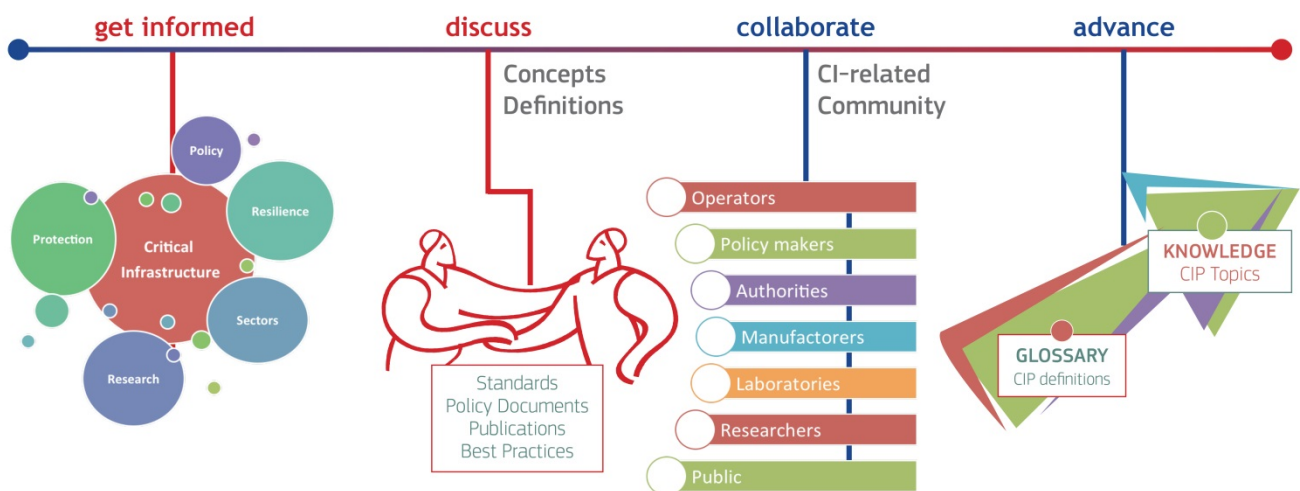 get informed
discuss
collaborate
advance
Concepts
Definitions
CI-related
Community
Policy
Resilience
Protection
Critical
Infrastructure
Sectors
Research
Standards
Policy Documents
Publications
Best Practices
Operators
Policy makers
Authorities
Manufactorers
Laboratories
Researchers
Public
KNOWLEDGE
CIP Topics
GLOSSARY
CIP definitions